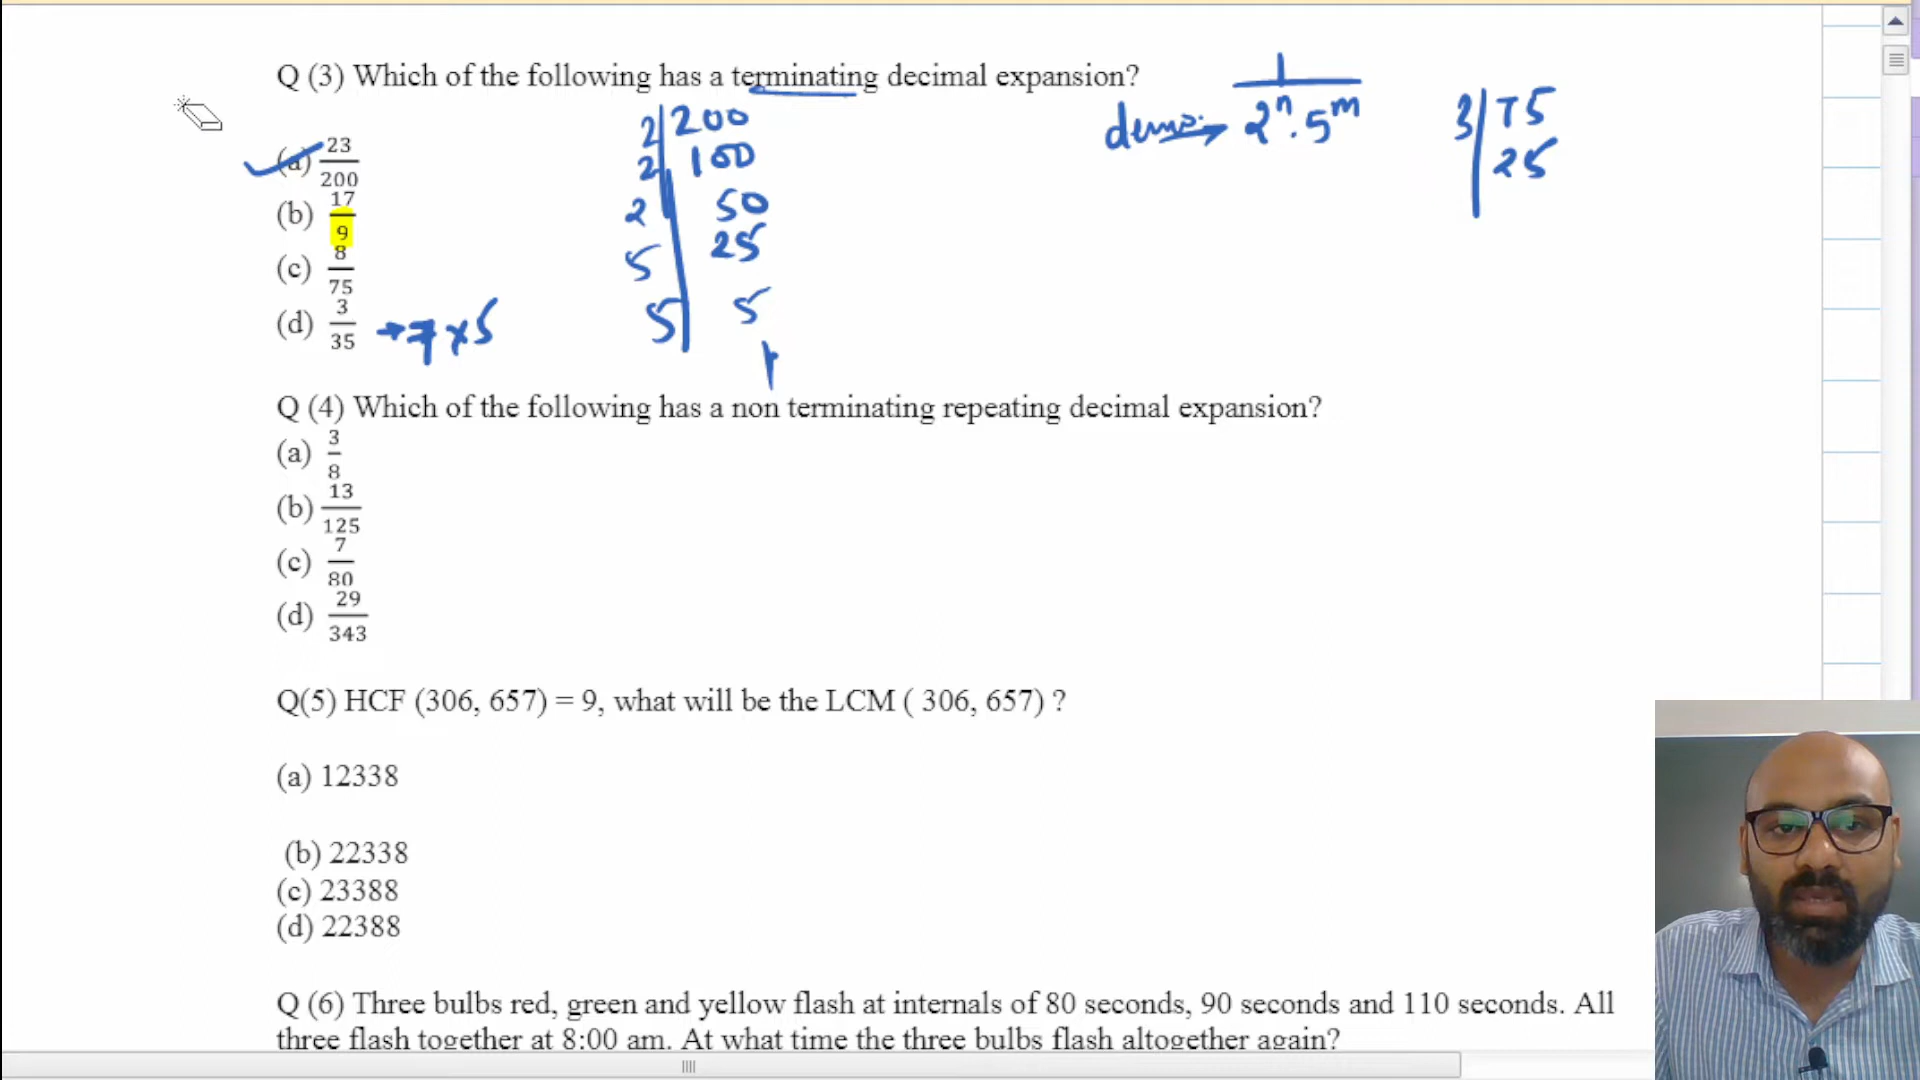 Q (3) Which of the following has a terminating decimal expansion?
(a) 23/200
(b) 17/9
(c) 8/75
(d) 3/35 → 7 x 5
2 | 200
2 | 100
2 | 50
5 | 25
5 | 5
1
1
deno. → 2ⁿ . 5ᵐ
3 | 75
25
Q (4) Which of the following has a non terminating repeating decimal expansion?
(a) 3/8
(b) 13/125
(c) 7/80
(d) 29/343
Q(5) HCF (306, 657) = 9, what will be the LCM ( 306, 657) ?
(a) 12338
(b) 22338
(c) 23388
(d) 22388
Q (6) Three bulbs red, green and yellow flash at internals of 80 seconds, 90 seconds and 110 seconds. All
three flash together at 8:00 am. At what time the three bulbs flash altogether again?